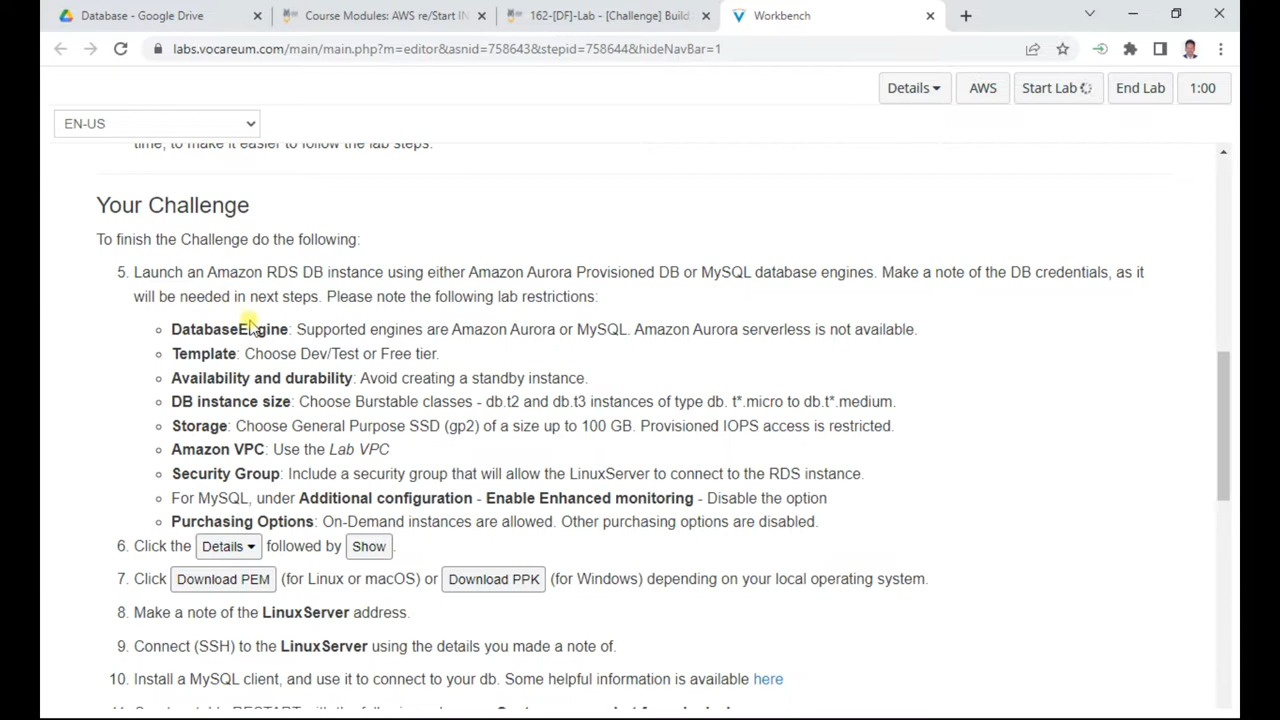 Database - Google Drive
Course Modules: AWS re/Start IN
162-[DF]-Lab - [Challenge] Build
Workbench
labs.vocareum.com/main/main.php?m=editor&asnid=758643&stepid=758644&hideNavBar=1
Details AWS Start Lab End Lab 1:00
EN-US
time, to make it easier to follow the lab steps.
Your Challenge
To finish the Challenge do the following:
5. Launch an Amazon RDS DB instance using either Amazon Aurora Provisioned DB or MySQL database engines. Make a note of the DB credentials, as it
will be needed in next steps. Please note the following lab restrictions:
DatabaseEngine: Supported engines are Amazon Aurora or MySQL. Amazon Aurora serverless is not available.
Template: Choose Dev/Test or Free tier.
Availability and durability: Avoid creating a standby instance.
DB instance size: Choose Burstable classes - db.t2 and db.t3 instances of type db. t*.micro to db.t*.medium.
Storage: Choose General Purpose SSD (gp2) of a size up to 100 GB. Provisioned IOPS access is restricted.
Amazon VPC: Use the Lab VPC
Security Group: Include a security group that will allow the LinuxServer to connect to the RDS instance.
For MySQL, under Additional configuration - Enable Enhanced monitoring - Disable the option
Purchasing Options: On-Demand instances are allowed. Other purchasing options are disabled.
6. Click the Details followed by Show.
7. Click Download PEM (for Linux or macOS) or Download PPK (for Windows) depending on your local operating system.
8. Make a note of the LinuxServer address.
9. Connect (SSH) to the LinuxServer using the details you made a note of.
10. Install a MySQL client, and use it to connect to your db. Some helpful information is available here